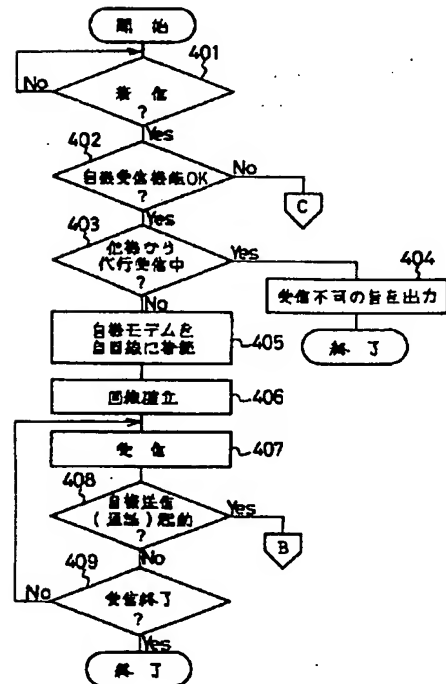 開始
401
着信
?
No
Yes
402
自機受信機能OK
?
No
C
Yes
403
他機から
代行受信中
?
Yes
404
受信不可の旨を出力
終了
No
自機モデムを
自回線に接続
405
回線確立
406
受信
407
408
自機送信
起動
?
Yes
B
No
409
受信終了
?
No
Yes
終了